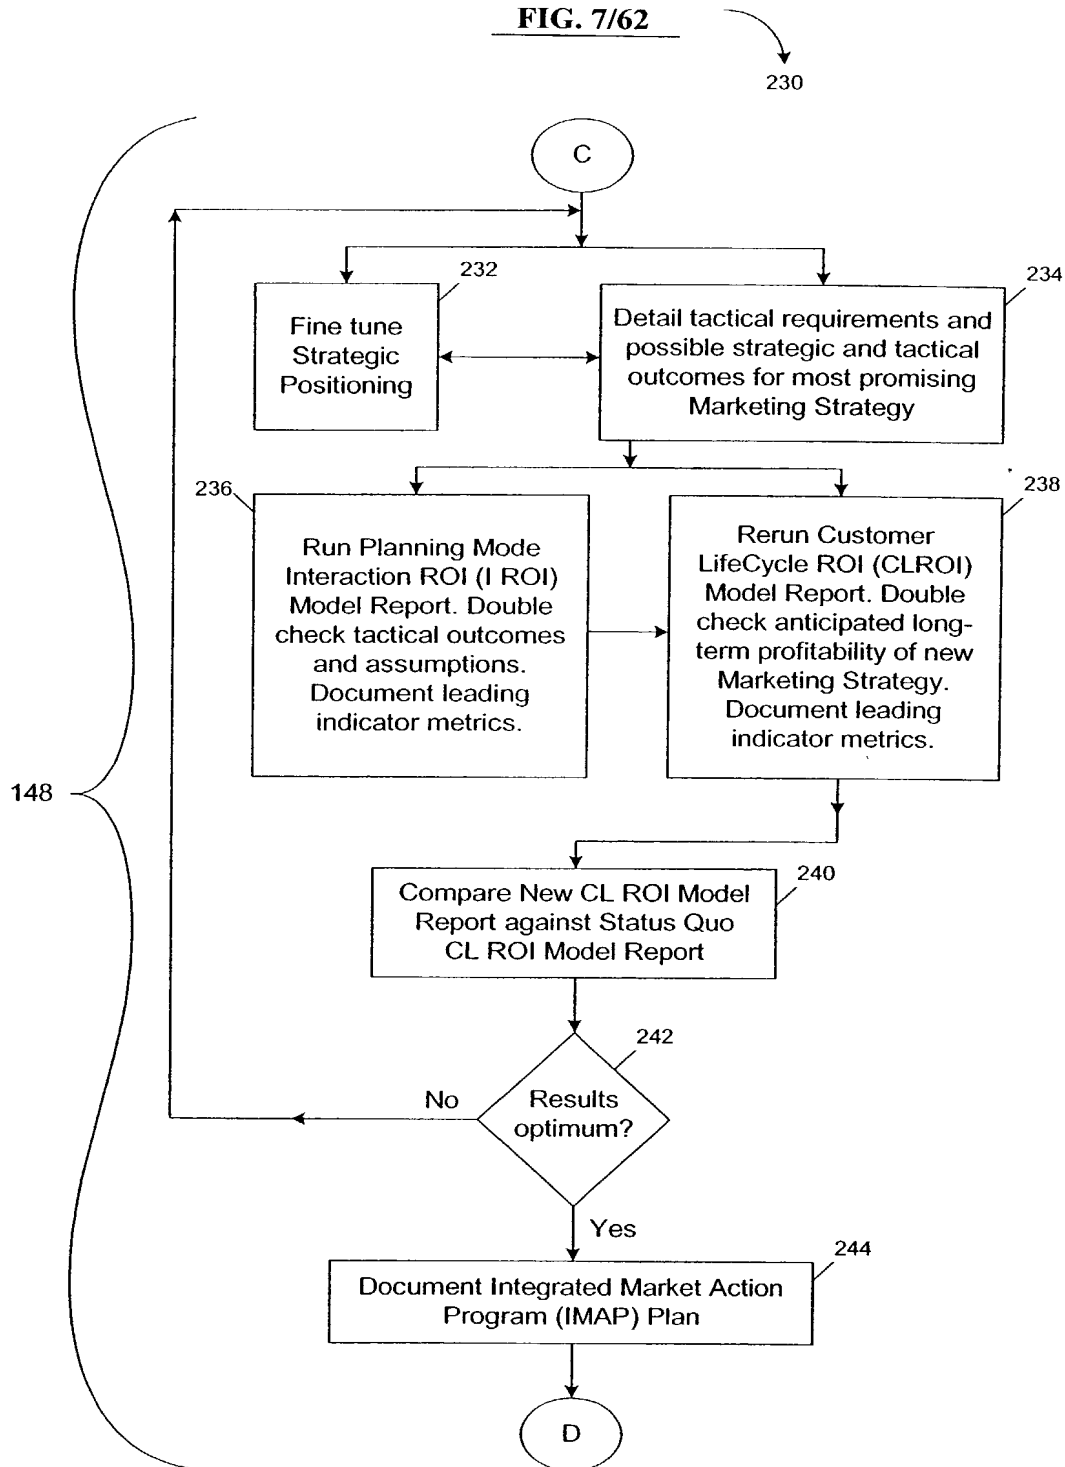 FIG. 7/62
230
C
232
234
Fine tune
Strategic
Positioning
Detail tactical requirements and
possible strategic and tactical
outcomes for most promising
Marketing Strategy
236
238
Run Planning Mode
Interaction ROI (I ROI)
Model Report. Double
check tactical outcomes
and assumptions.
Document leading
indicator metrics.
Rerun Customer
LifeCycle ROI (CLROI)
Model Report. Double
check anticipated long-
term profitability of new
Marketing Strategy.
Document leading
indicator metrics.
148
240
Compare New CL ROI Model
Report against Status Quo
CL ROI Model Report
242
No
Results
optimum?
Yes
244
Document Integrated Market Action
Program (IMAP) Plan
D